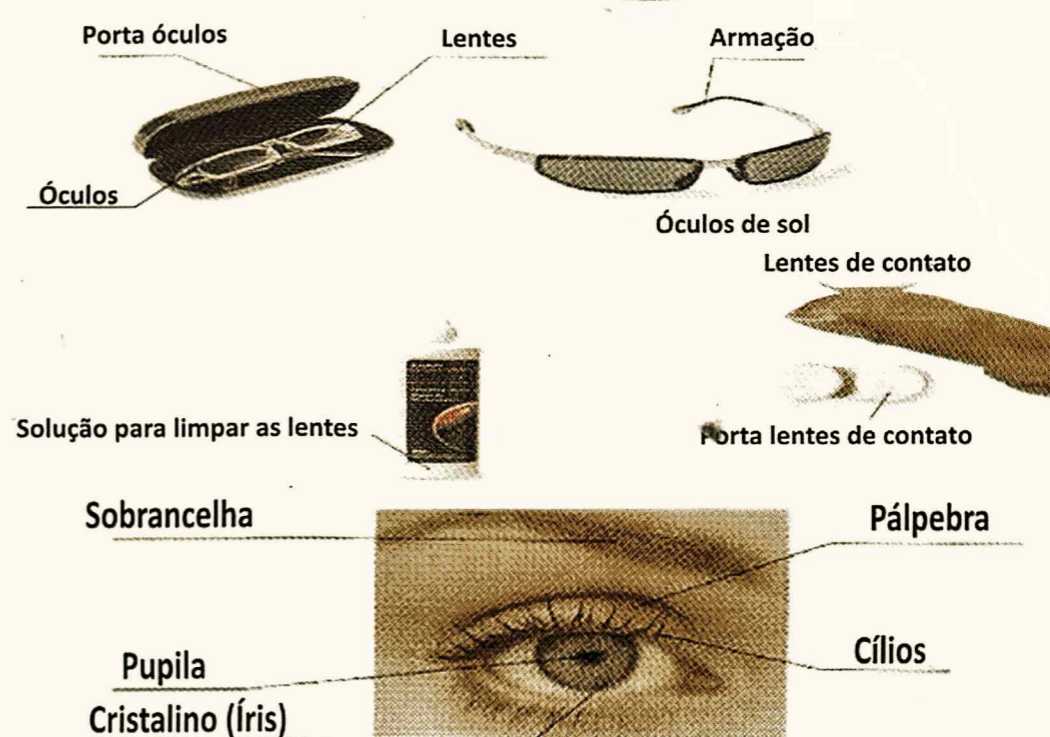 Porta óculos
Lentes
Armação
Óculos
Óculos de sol
Lentes de contato
Solução para limpar as lentes
Porta lentes de contato
Sobrancelha
Pálpebra
Pupila
Cílios
Cristalino (Íris)